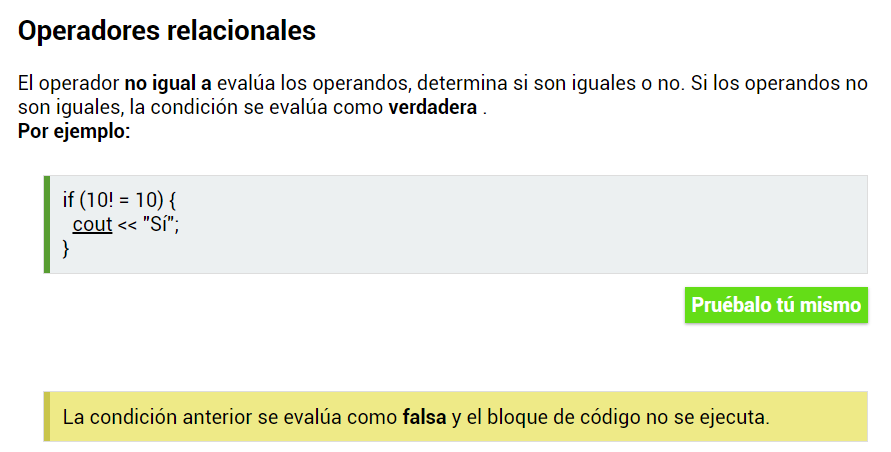 Operadores relacionales
El operador no igual a evalúa los operandos, determina si son iguales o no. Si los operandos no
son iguales, la condición se evalúa como verdadera .
Por ejemplo:
if (10! = 10) {
cout << "Sí";
}
Pruébalo tú mismo
La condición anterior se evalúa como falsa y el bloque de código no se ejecuta.